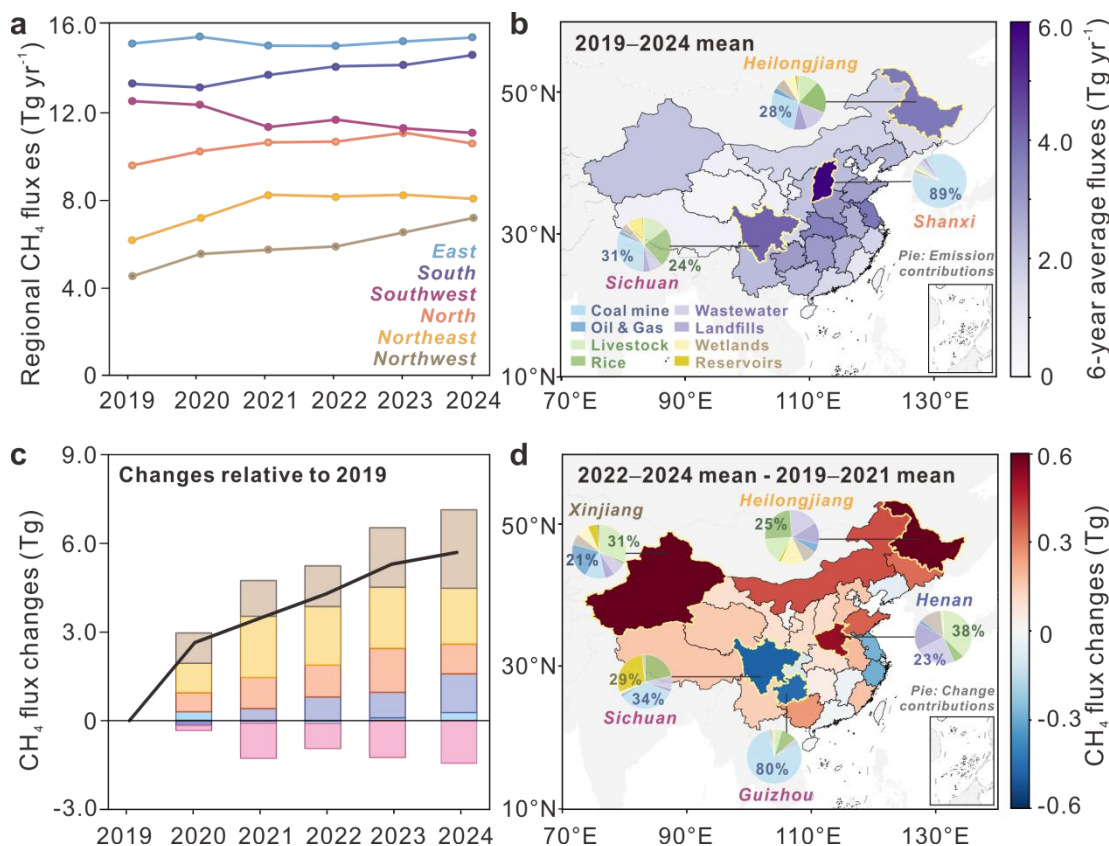 a
Regional CH₄ fluxes (Tg yr⁻¹)
16.0
12.0
8.0
4.0
0
East
South
Southwest
North
Northeast
Northwest
2019 2020 2021 2022 2023 2024
b
2019–2024 mean
Heilongjiang
28%
89%
Shanxi
31%
24%
Sichuan
Pie: Emission
contributions
Coal mine
Oil & Gas
Livestock
Rice
Wastewater
Landfills
Wetlands
Reservoirs
50°N
30°N
10°N
70°E 90°E 110°E 130°E
6.0
4.0
2.0
0
6-year average fluxes (Tg yr⁻¹)
c
Changes relative to 2019
CH₄ flux changes (Tg)
9.0
6.0
3.0
0
-3.0
2019 2020 2021 2022 2023 2024
d
2022–2024 mean - 2019–2021 mean
Xinjiang
31%
21%
Heilongjiang
25%
Henan
38%
23%
29%
34%
Sichuan
80%
Guizhou
Pie: Change
contributions
50°N
30°N
10°N
70°E 90°E 110°E 130°E
0.6
0.3
0
-0.3
-0.6
CH₄ flux changes (Tg)